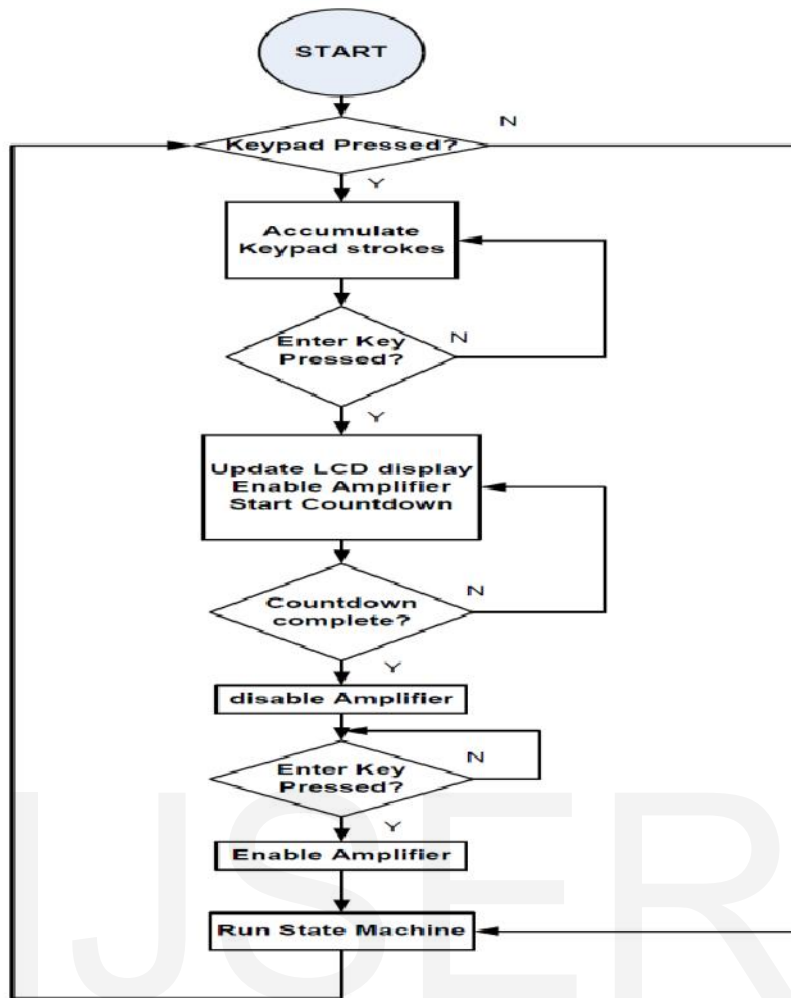 START
N
Keypad Pressed?
Y
Accumulate
Keypad strokes
Enter Key
Pressed?
N
Y
Update LCD display
Enable Amplifier
Start Countdown
N
Countdown
complete?
Y
disable Amplifier
N
Enter Key
Pressed?
Y
Enable Amplifier
Run State Machine
IJSER